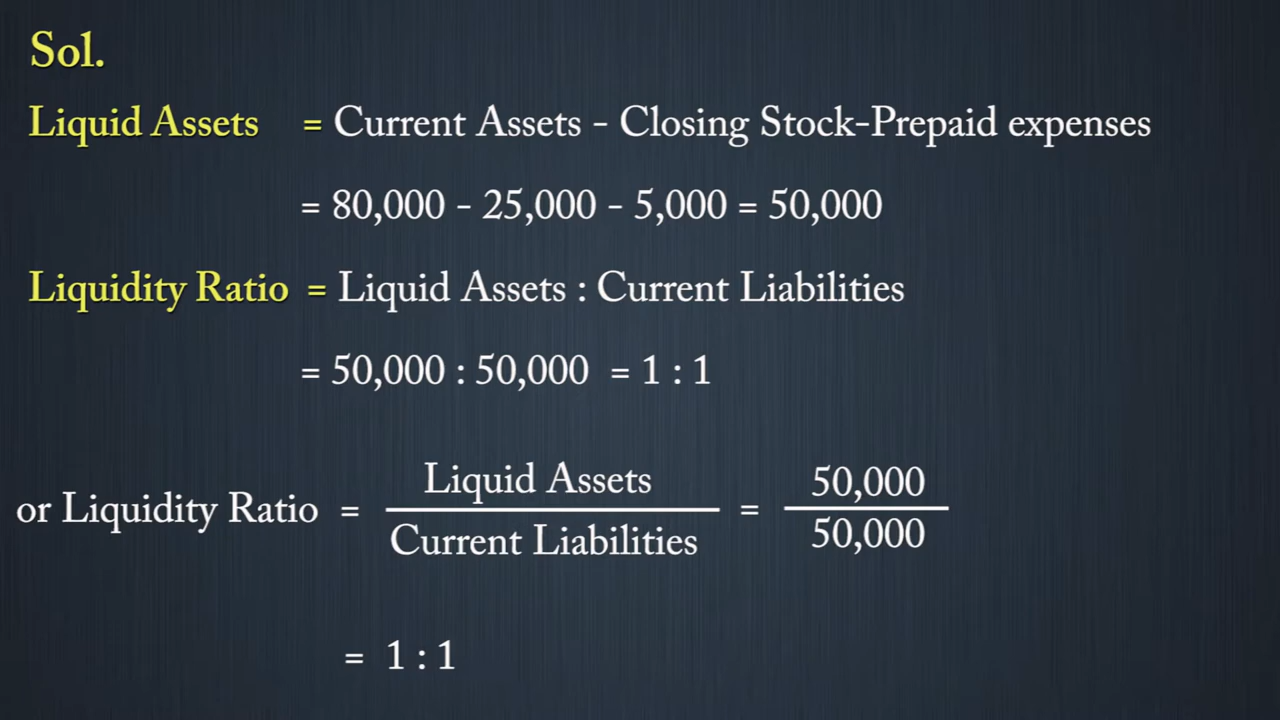 Sol.
Liquid Assets = Current Assets - Closing Stock-Prepaid expenses
= 80,000 - 25,000 - 5,000 = 50,000
Liquidity Ratio = Liquid Assets : Current Liabilities
= 50,000 : 50,000 = 1 : 1
Liquid Assets 50,000
or Liquidity Ratio = =
Current Liabilities 50,000
= 1 : 1